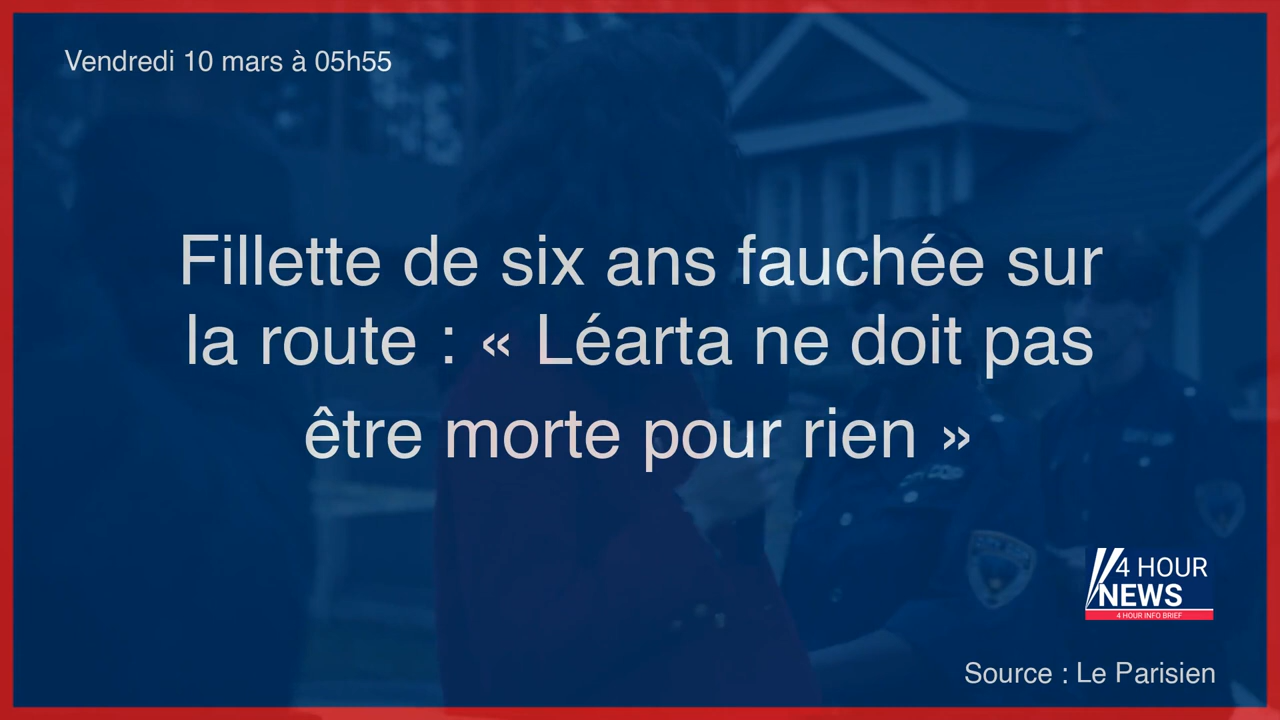 Vendredi 10 mars à 05h55
Fillette de six ans fauchée sur
la route : « Léarta ne doit pas
être morte pour rien »
4 HOUR
NEWS
4 HOUR INFO BRIEF
Source : Le Parisien